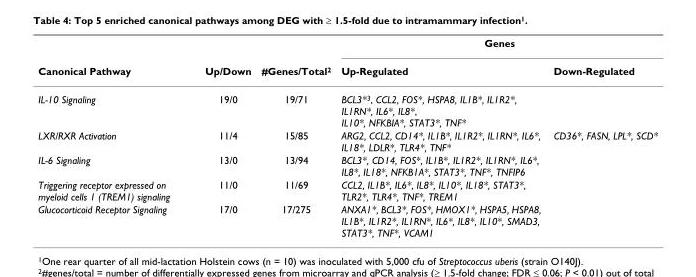 Table 4: Top 5 enriched canonical pathways among DEG with ≥ 1.5-fold due to intramammary infection¹.
Genes
Canonical Pathway Up/Down #Genes/Total² Up-Regulated Down-Regulated
IL-10 Signaling 19/0 19/71 BCL3*³, CCL2, FOS*, HSPA8, IL1B*, IL1R2*,
IL1RN*, IL6*, IL8*,
IL10*, NFKBIA*, STAT3*, TNF*
LXR/RXR Activation 11/4 15/85 ARG2, CCL2, CD14*, IL1B*, IL1R2*, IL1RN*, IL6*, CD36*, FASN, LPL*, SCD*
IL18*, LDLR*, TLR4*, TNF*
IL-6 Signaling 13/0 13/94 BCL3*, CD14, FOS*, IL1B*, IL1R2*, IL1RN*, IL6*,
IL8*, IL18*, NFKB1A*, STAT3*, TNF*, TNFIP6
Triggering receptor expressed on 11/0 11/69 CCL2, IL1B*, IL6*, IL8*, IL10*, IL18*, STAT3*,
myeloid cells 1 (TREM1) signaling TLR2*, TLR4*, TNF*, TREM1
Glucocorticoid Receptor Signaling 17/0 17/275 ANXA1*, BCL3*, FOS*, HMOX1*, HSPA5, HSPA8,
IL1B*, IL1R2*, IL1RN*, IL6*, IL8*, IL10*, SMAD3,
STAT3*, TNF*, VCAM1
¹One rear quarter of all mid-lactation Holstein cows (n = 10) was inoculated with 5,000 cfu of Streptococcus uberis (strain O140J).
²#genes/total = number of differentially expressed genes from microarray and qPCR analysis (≥ 1.5-fold change; FDR ≤ 0.06; P < 0.01) out of total